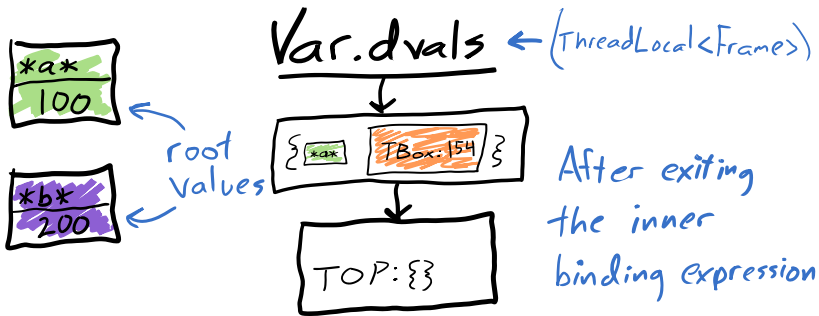 Var.dvals
(ThreadLocal<Frame>)
*a*
100
root
values
*b*
200
{ *a* TBox:154 }
TOP:{}
After exiting
the inner
binding expression